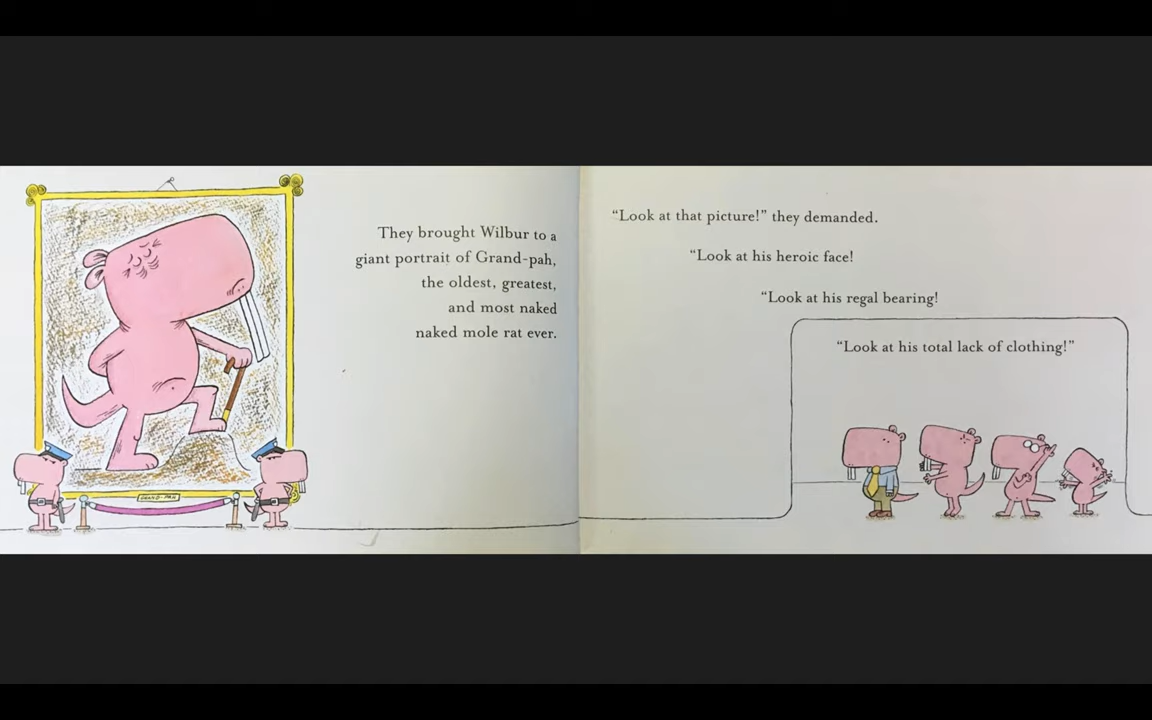 They brought Wilbur to a
giant portrait of Grand-pah,
the oldest, greatest,
and most naked
naked mole rat ever.
GRAND-PAH
“Look at that picture!” they demanded.
“Look at his heroic face!
“Look at his regal bearing!
“Look at his total lack of clothing!”